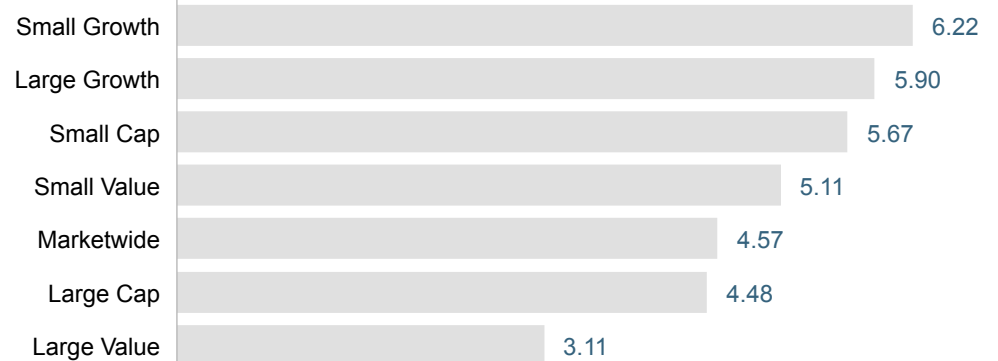 Small Growth 6.22
Large Growth 5.90
Small Cap 5.67
Small Value 5.11
Marketwide 4.57
Large Cap 4.48
Large Value 3.11